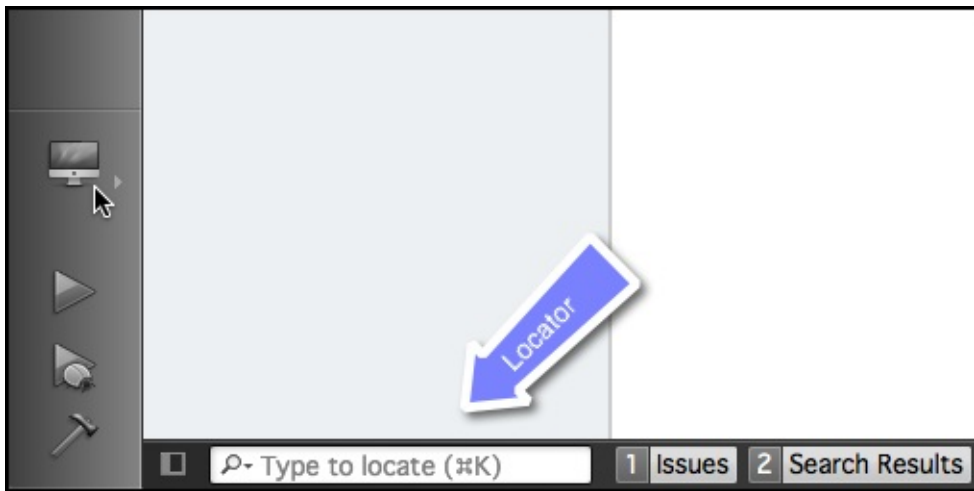 Locator
Type to locate (⌘K)
1 Issues 2 Search Results